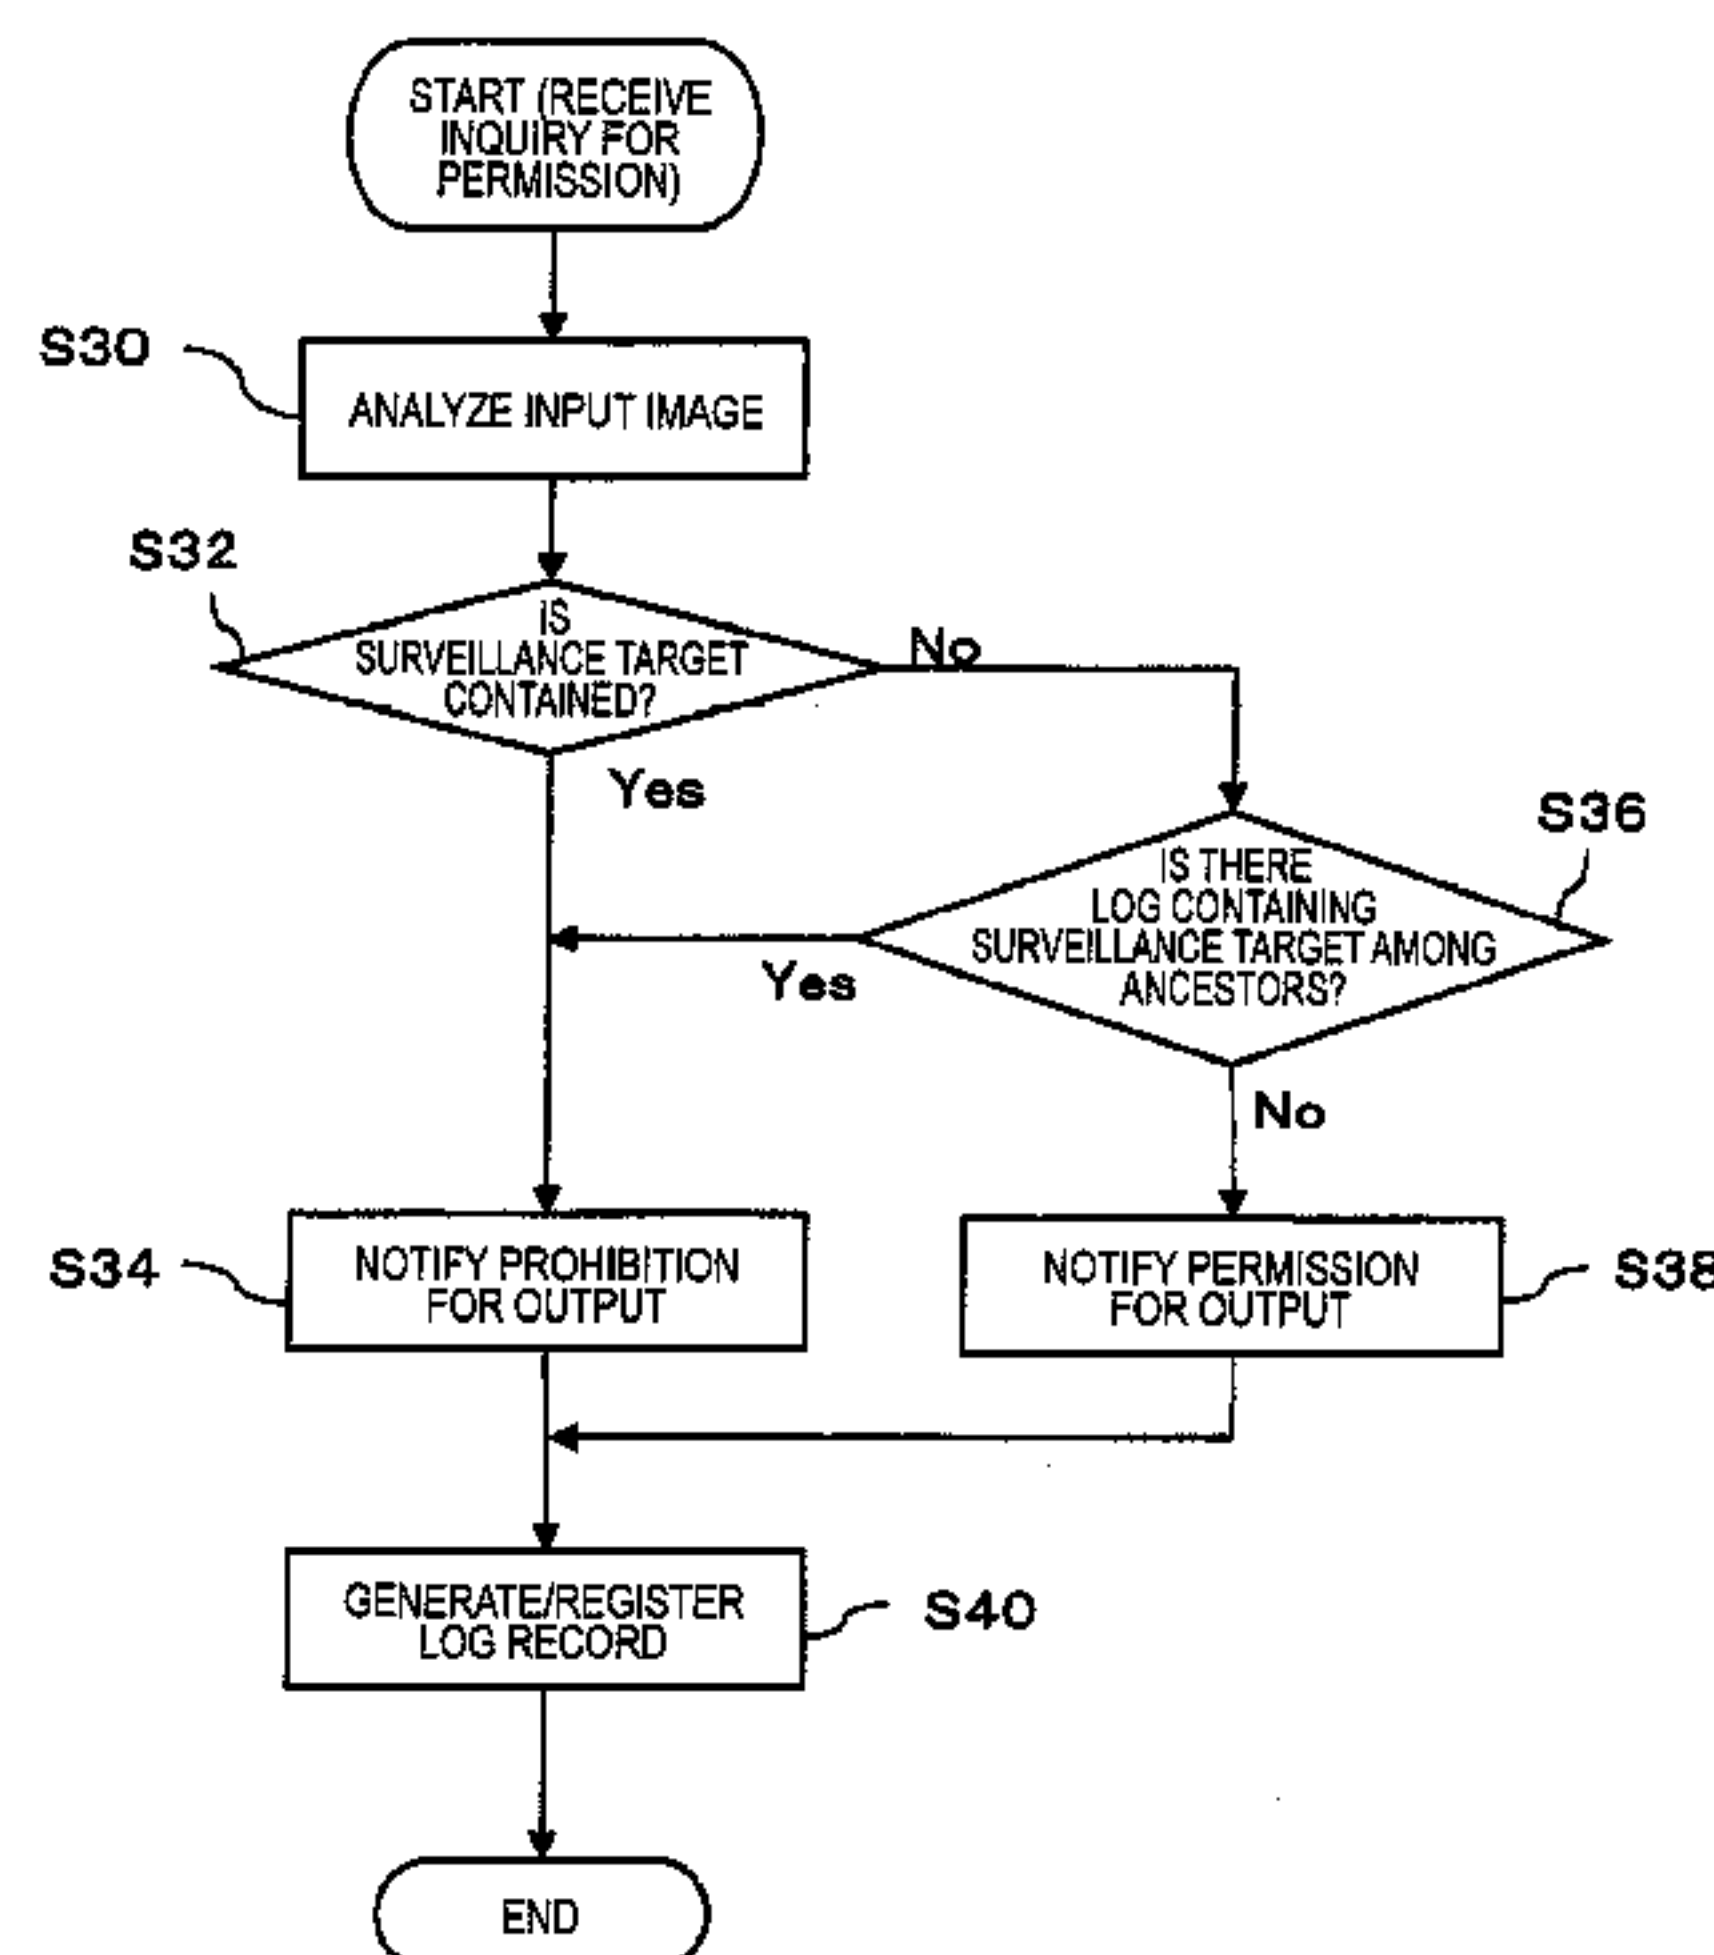 START (RECEIVE
INQUIRY FOR
PERMISSION)
S30
ANALYZE INPUT IMAGE
S32
IS
SURVEILLANCE TARGET
CONTAINED?
No
Yes
S36
IS THERE
LOG CONTAINING
SURVEILLANCE TARGET AMONG
ANCESTORS?
Yes
No
S34
NOTIFY PROHIBITION
FOR OUTPUT
NOTIFY PERMISSION
FOR OUTPUT
S38
GENERATE/REGISTER
LOG RECORD
S40
END